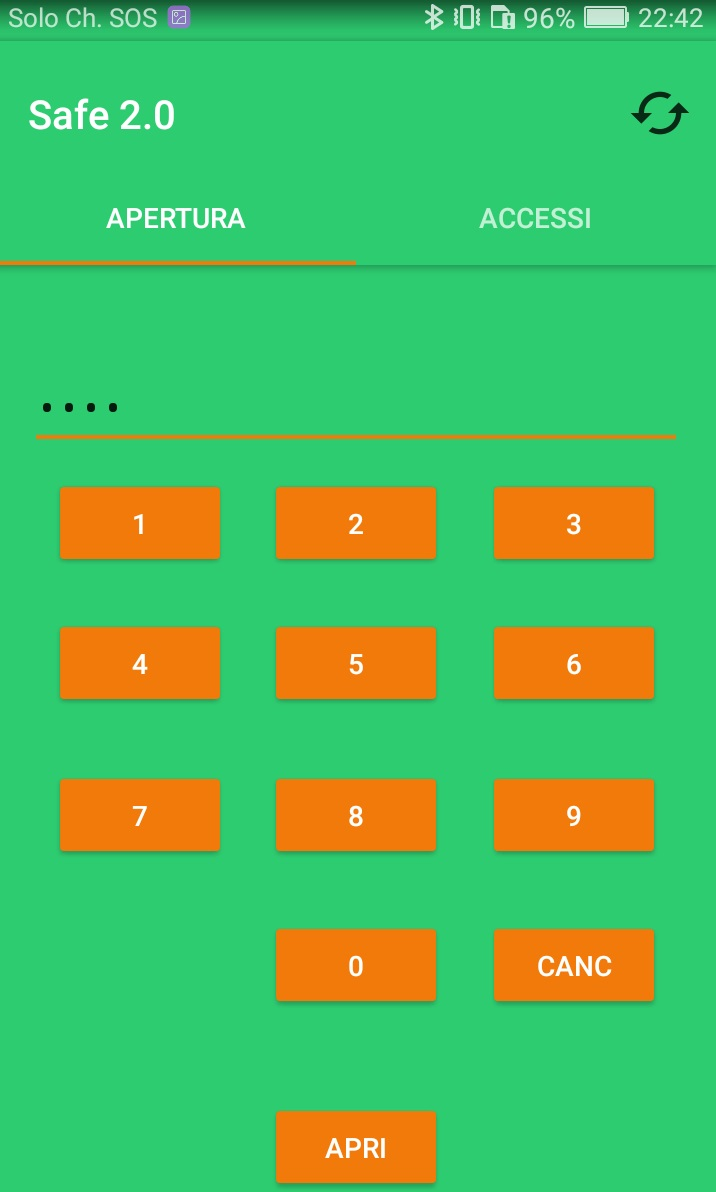 Solo Ch. SOS 96% 22:42
Safe 2.0
APERTURA ACCESSI
....
1 2 3
4 5 6
7 8 9
0 CANC
APRI